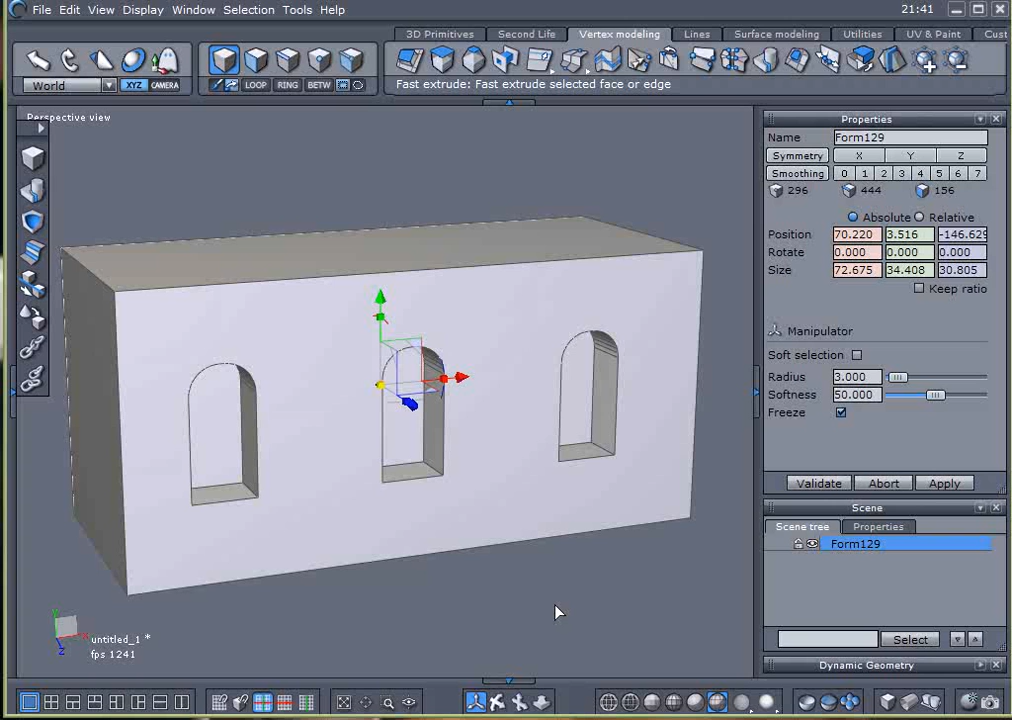 File Edit Display Window Selection Tools Help 21:41
3D Primitives Second Life Vertex modeling Lines Surface modeling Utilities UV & Paint Cust
World XYZ CAMERA LOOP RING BETW
Fast extrude: Fast extrude selected face or edge
Perspective view
Properties
Name Form129
Symmetry X Y Z
Smoothing 0 1 2 3 4 5 6 7
296 444 156
Absolute Relative
Position 70.220 3.516 -146.629
Rotate 0.000 0.000 0.000
Size 72.675 34.408 30.805
Keep ratio
Manipulator
Soft selection
Radius 3.000
Softness 50.000
Freeze
Validate Abort Apply
Scene
Scene tree Properties
Form129
Select
Dynamic Geometry
Y
X
Z
untitled_1 *
fps 1241